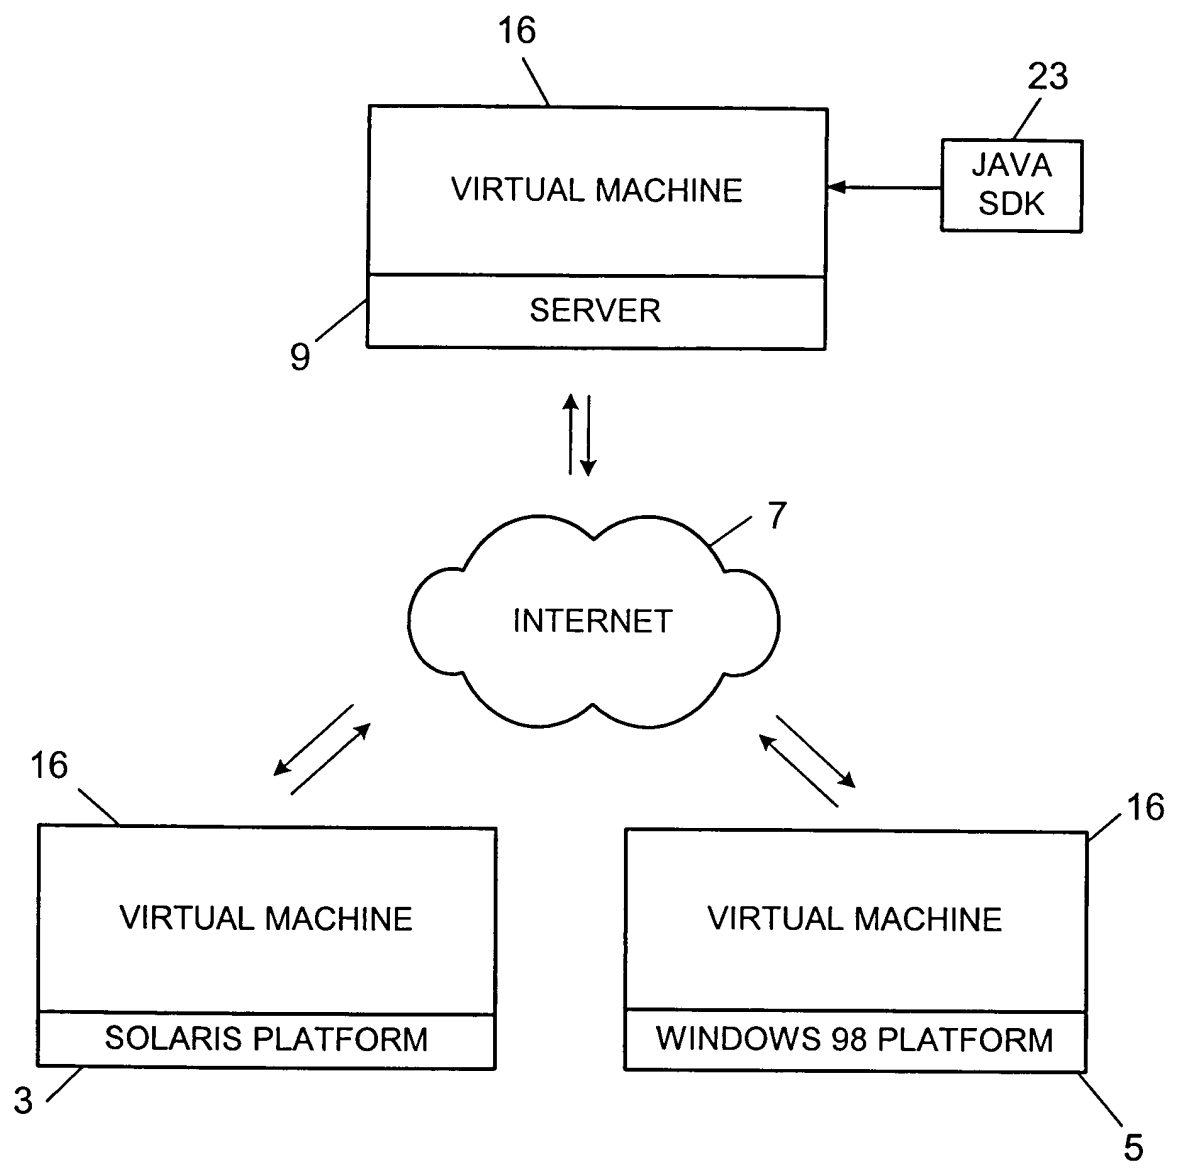 16
23
VIRTUAL MACHINE
JAVA
SDK
SERVER
9
7
INTERNET
16
16
VIRTUAL MACHINE
VIRTUAL MACHINE
SOLARIS PLATFORM
WINDOWS 98 PLATFORM
3
5